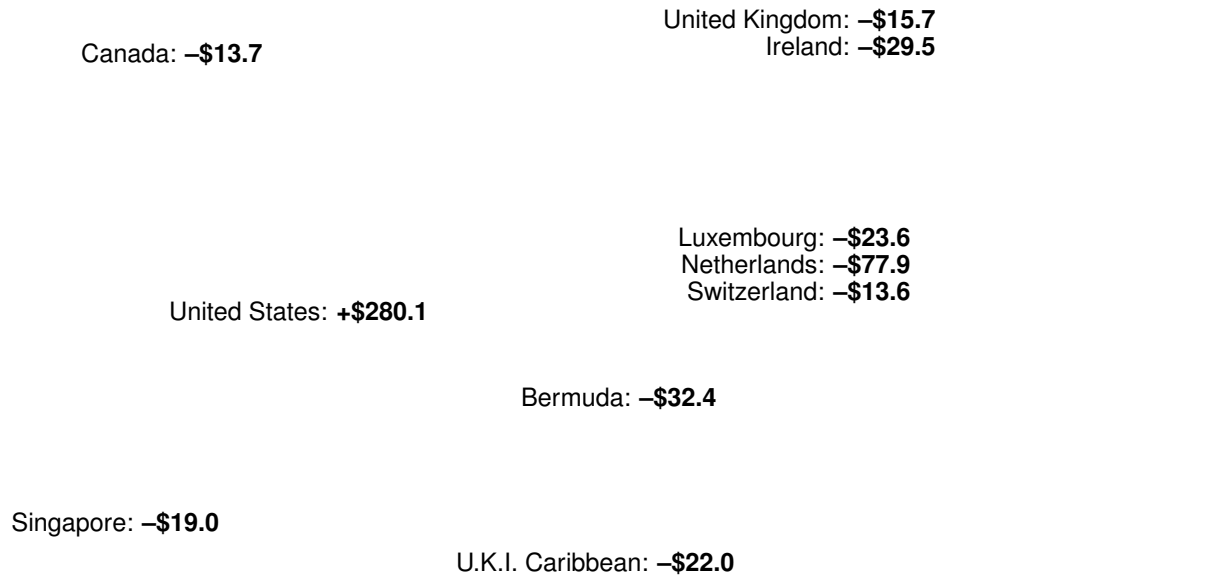 United Kingdom: –$15.7
Ireland: –$29.5
Canada: –$13.7
Luxembourg: –$23.6
Netherlands: –$77.9
Switzerland: –$13.6
United States: +$280.1
Bermuda: –$32.4
Singapore: –$19.0
U.K.I. Caribbean: –$22.0